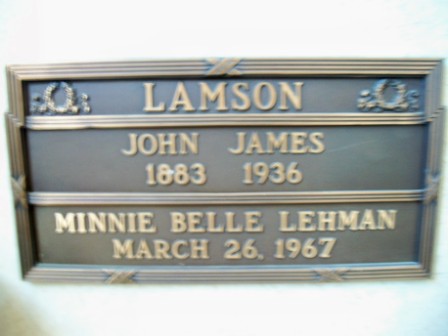 LAMSON
JOHN JAMES
1883 1936
MINNIE BELLE LEHMAN
MARCH 26, 1967